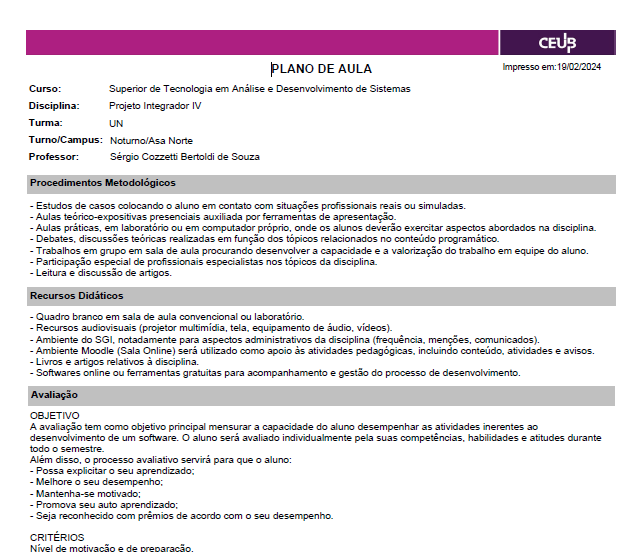 CEUB
PLANO DE AULA
Impresso em:19/02/2024
Curso: Superior de Tecnologia em Análise e Desenvolvimento de Sistemas
Disciplina: Projeto Integrador IV
Turma: UN
Turno/Campus: Noturno/Asa Norte
Professor: Sérgio Cozzetti Bertoldi de Souza
Procedimentos Metodológicos
- Estudos de casos colocando o aluno em contato com situações profissionais reais ou simuladas.
- Aulas teórico-expositivas presenciais auxiliada por ferramentas de apresentação.
- Aulas práticas, em laboratório ou em computador próprio, onde os alunos deverão exercitar aspectos abordados na disciplina.
- Debates, discussões teóricas realizadas em função dos tópicos relacionados no conteúdo programático.
- Trabalhos em grupo em sala de aula procurando desenvolver a capacidade e a valorização do trabalho em equipe do aluno.
- Participação especial de profissionais especialistas nos tópicos da disciplina.
- Leitura e discussão de artigos.
Recursos Didáticos
- Quadro branco em sala de aula convencional ou laboratório.
- Recursos audiovisuais (projetor multimídia, tela, equipamento de áudio, vídeos).
- Ambiente do SGI, notadamente para aspectos administrativos da disciplina (frequência, menções, comunicados).
- Ambiente Moodle (Sala Online) será utilizado como apoio às atividades pedagógicas, incluindo conteúdo, atividades e avisos.
- Livros e artigos relativos à disciplina.
- Softwares online ou ferramentas gratuitas para acompanhamento e gestão do processo de desenvolvimento.
Avaliação
OBJETIVO
A avaliação tem como objetivo principal mensurar a capacidade do aluno desempenhar as atividades inerentes ao
desenvolvimento de um software. O aluno será avaliado individualmente pela suas competências, habilidades e atitudes durante
todo o semestre.
Além disso, o processo avaliativo servirá para que o aluno:
- Possa explicitar o seu aprendizado;
- Melhore o seu desempenho;
- Mantenha-se motivado;
- Promova seu auto aprendizado;
- Seja reconhecido com prêmios de acordo com o seu desempenho.
CRITÉRIOS
Nível de motivação e de preparação.